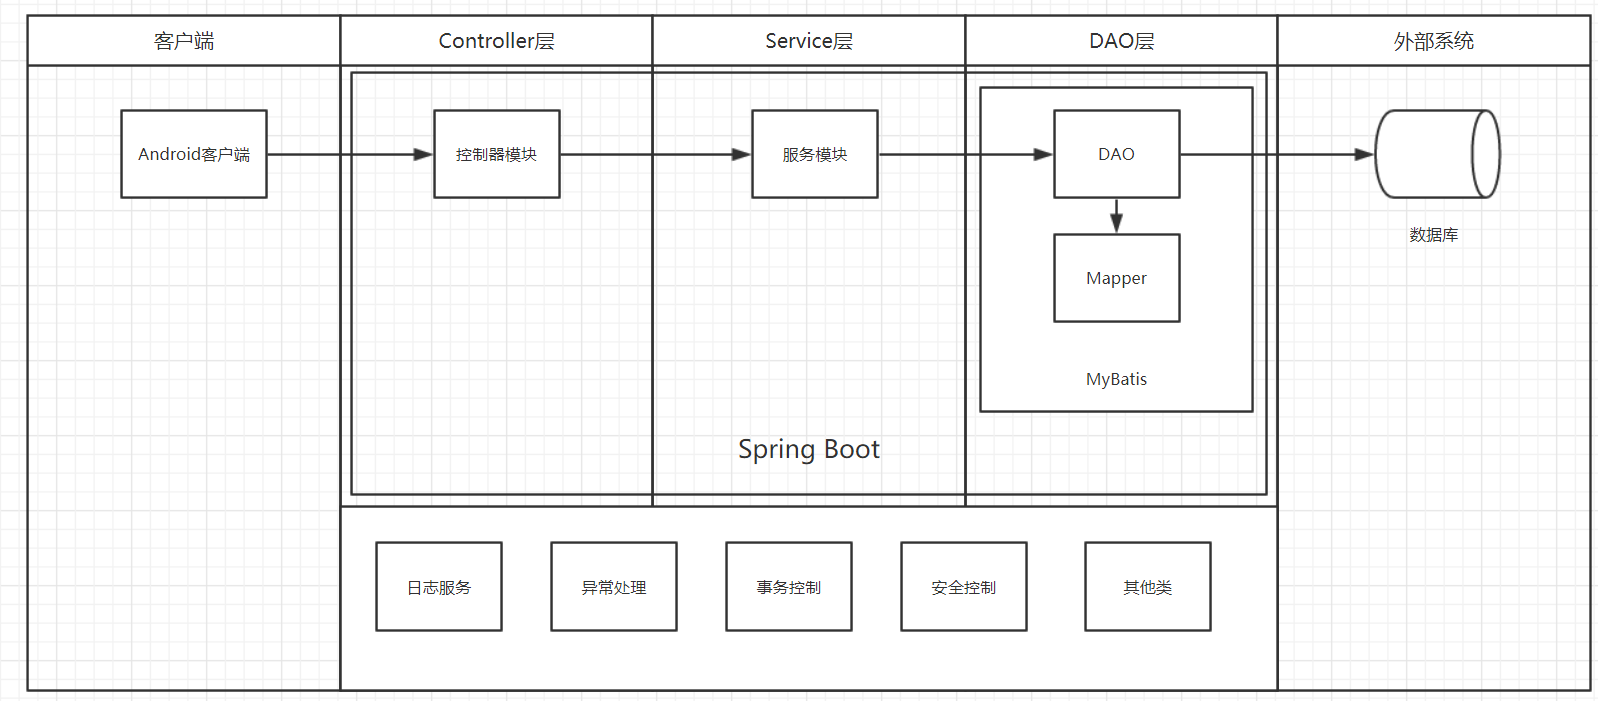 客户端
Controller层
Service层
DAO层
外部系统
Android客户端
控制器模块
服务模块
DAO
数据库
Mapper
MyBatis
Spring Boot
日志服务
异常处理
事务控制
安全控制
其他类